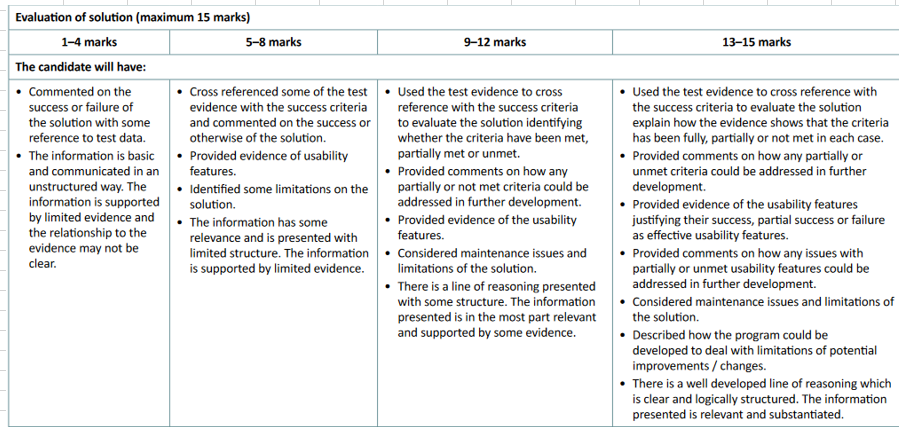 Evaluation of solution (maximum 15 marks)
1–4 marks
5–8 marks
9–12 marks
13–15 marks
The candidate will have:
• Commented on the
success or failure of
the solution with some
reference to test data.
• The information is basic
and communicated in an
unstructured way. The
information is supported
by limited evidence and
the relationship to the
evidence may not be
clear.
• Cross referenced some of the test
evidence with the success criteria
and commented on the success or
otherwise of the solution.
• Provided evidence of usability
features.
• Identified some limitations on the
solution.
• The information has some
relevance and is presented with
limited structure. The information
is supported by limited evidence.
• Used the test evidence to cross
reference with the success criteria
to evaluate the solution identifying
whether the criteria have been met,
partially met or unmet.
• Provided comments on how any
partially or not met criteria could be
addressed in further development.
• Provided evidence of the usability
features.
• Considered maintenance issues and
limitations of the solution.
• There is a line of reasoning presented
with some structure. The information
presented is in the most part relevant
and supported by some evidence.
• Used the test evidence to cross reference with
the success criteria to evaluate the solution
explain how the evidence shows that the criteria
has been fully, partially or not met in each case.
• Provided comments on how any partially or
unmet criteria could be addressed in further
development.
• Provided evidence of the usability features
justifying their success, partial success or failure
as effective usability features.
• Provided comments on how any issues with
partially or unmet usability features could be
addressed in further development.
• Considered maintenance issues and limitations of
the solution.
• Described how the program could be
developed to deal with limitations of potential
improvements / changes.
• There is a well developed line of reasoning which
is clear and logically structured. The information
presented is relevant and substantiated.